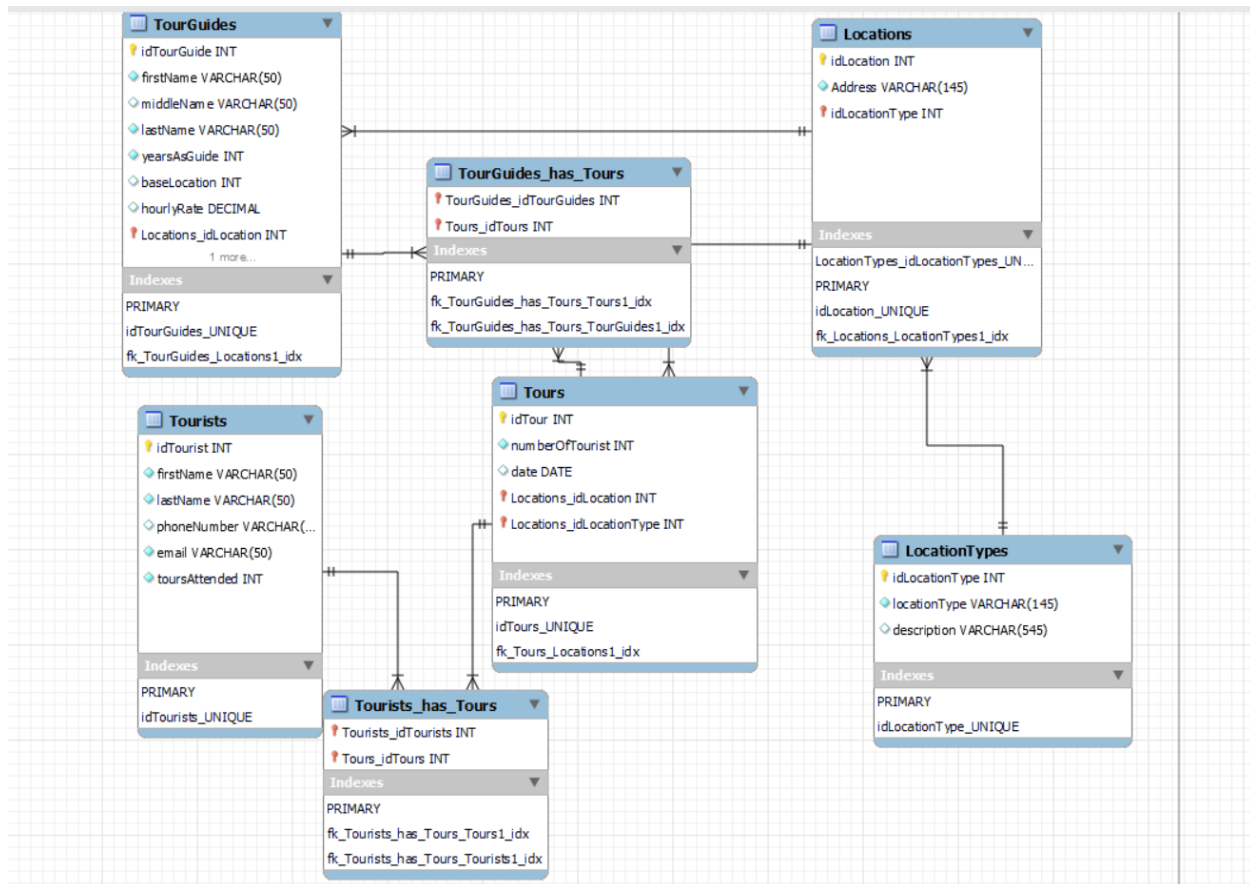 TourGuides
idTourGuide INT
firstName VARCHAR(50)
middleName VARCHAR(50)
lastName VARCHAR(50)
yearsAsGuide INT
baseLocation INT
hourlyRate DECIMAL
Locations_idLocation INT
1 more...
Indexes
PRIMARY
idTourGuides_UNIQUE
fk_TourGuides_Locations1_idx
Locations
idLocation INT
Address VARCHAR(145)
idLocationType INT
Indexes
LocationTypes_idLocationTypes_UN...
PRIMARY
idLocation_UNIQUE
fk_Locations_LocationTypes1_idx
TourGuides_has_Tours
TourGuides_idTourGuides INT
Tours_idTours INT
Indexes
PRIMARY
fk_TourGuides_has_Tours_Tours1_idx
fk_TourGuides_has_Tours_TourGuides1_idx
Tours
idTour INT
numberOfTourist INT
date DATE
Locations_idLocation INT
Locations_idLocationType INT
Indexes
PRIMARY
idTours_UNIQUE
fk_Tours_Locations1_idx
Tourists
idTourist INT
firstName VARCHAR(50)
lastName VARCHAR(50)
phoneNumber VARCHAR(...
email VARCHAR(50)
toursAttended INT
Indexes
PRIMARY
idTourists_UNIQUE
LocationTypes
idLocationType INT
locationType VARCHAR(145)
description VARCHAR(545)
Indexes
PRIMARY
idLocationType_UNIQUE
Tourists_has_Tours
Tourists_idTourists INT
Tours_idTours INT
Indexes
PRIMARY
fk_Tourists_has_Tours_Tours1_idx
fk_Tourists_has_Tours_Tourists1_idx